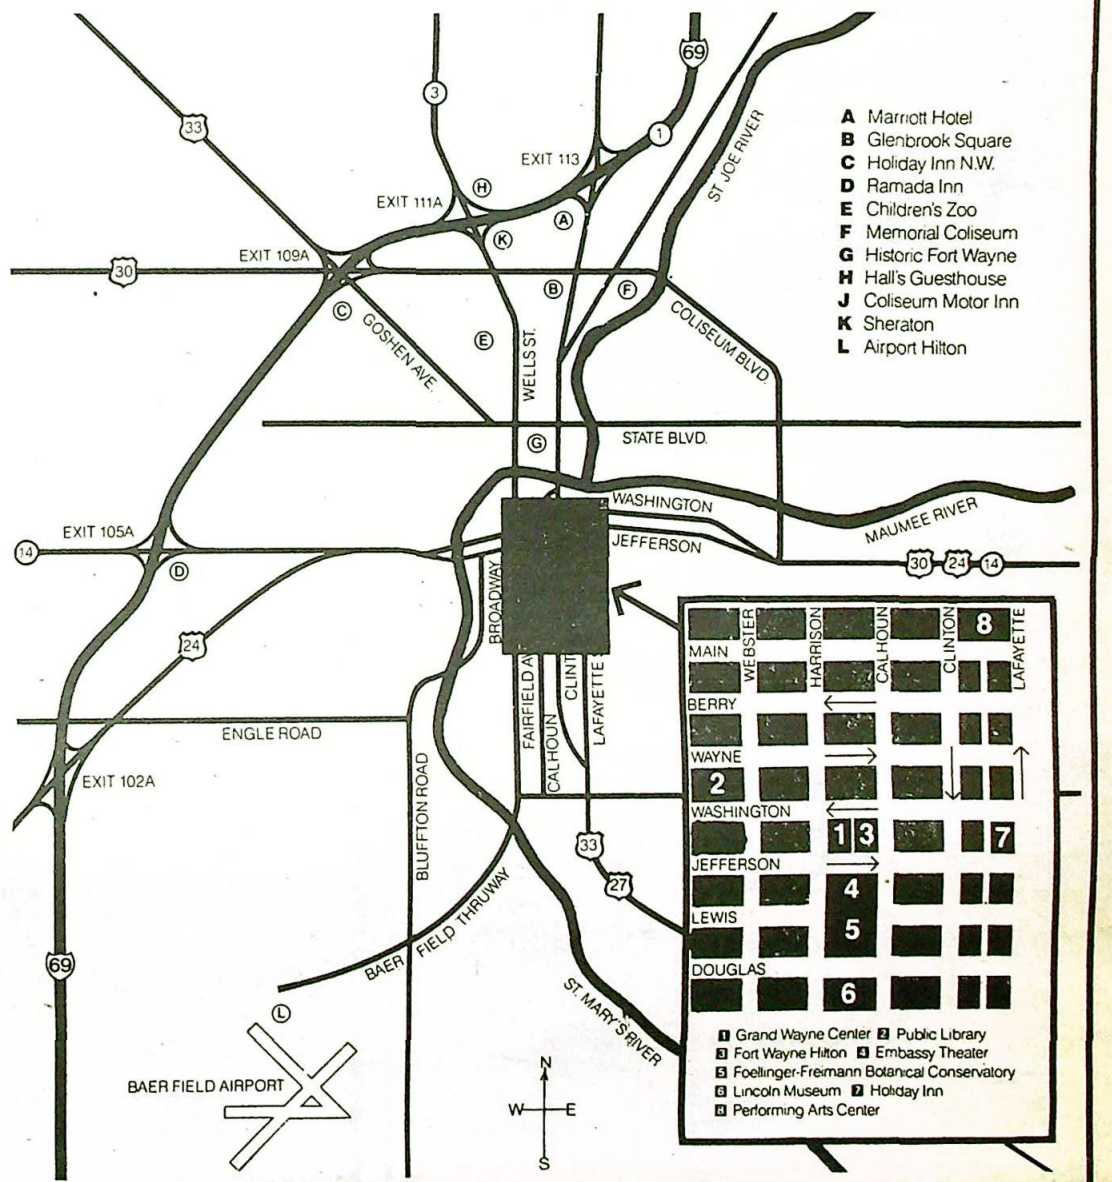 69
3
33
1
EXIT 113
ST. JOE RIVER
A Marriott Hotel
B Glenbrook Square
C Holiday Inn N.W.
D Ramada Inn
E Children's Zoo
F Memorial Coliseum
G Historic Fort Wayne
H Hall's Guesthouse
J Coliseum Motor Inn
K Sheraton
L Airport Hilton
H
EXIT 111A
A
K
EXIT 109A
30
B
F
C
GOSHEN AVE.
E
WELLS ST.
COLISEUM BLVD.
G
STATE BLVD.
WASHINGTON
MAUMEE RIVER
JEFFERSON
EXIT 105A
14
D
30 24 14
BROADWAY
24
ENGLE ROAD
FAIRFIELD AV
CALHOUN
CLINT
LAFAYETTE S
EXIT 102A
BLUFFTON ROAD
33
27
BAER FIELD THRUWAY
69
L
ST. MARY'S RIVER
BAER FIELD AIRPORT
N
W E
S
WEBSTER
HARRISON
CALHOUN
CLINTON
LAFAYETTE
8
MAIN
BERRY
WAYNE
2
WASHINGTON
1 3 7
JEFFERSON
4
LEWIS
5
DOUGLAS
6
1 Grand Wayne Center 2 Public Library
3 Fort Wayne Hilton 4 Embassy Theater
5 Foellinger-Freimann Botanical Conservatory
6 Lincoln Museum 7 Holiday Inn
8 Performing Arts Center